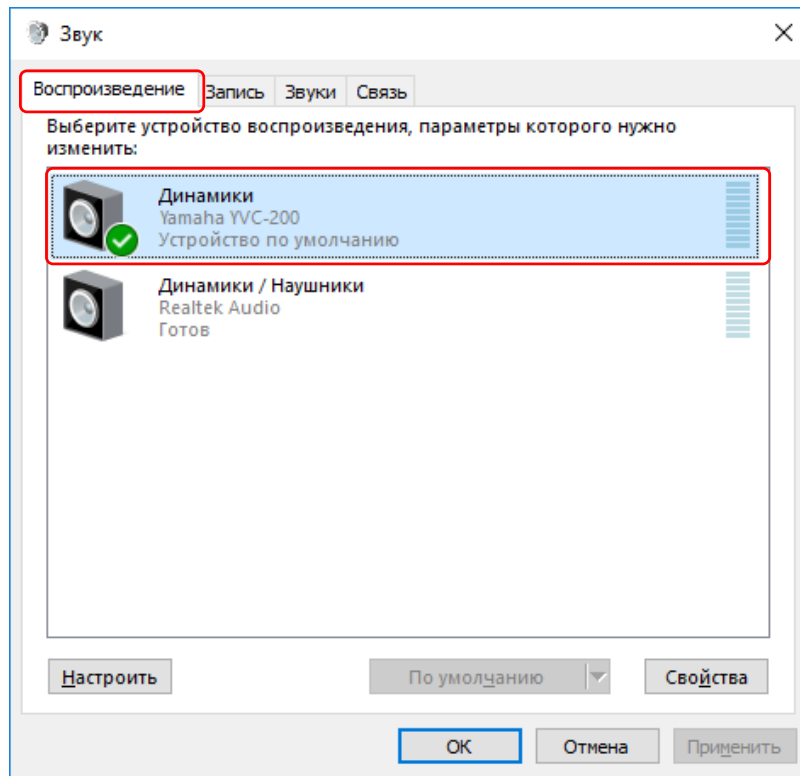 Звук
Воспроизведение Запись Звуки Связь
Выберите устройство воспроизведения, параметры которого нужно
изменить:
Динамики
Yamaha YVC-200
Устройство по умолчанию
Динамики / Наушники
Realtek Audio
Готов
Настроить По умолчанию Свойства
ОК Отмена Применить